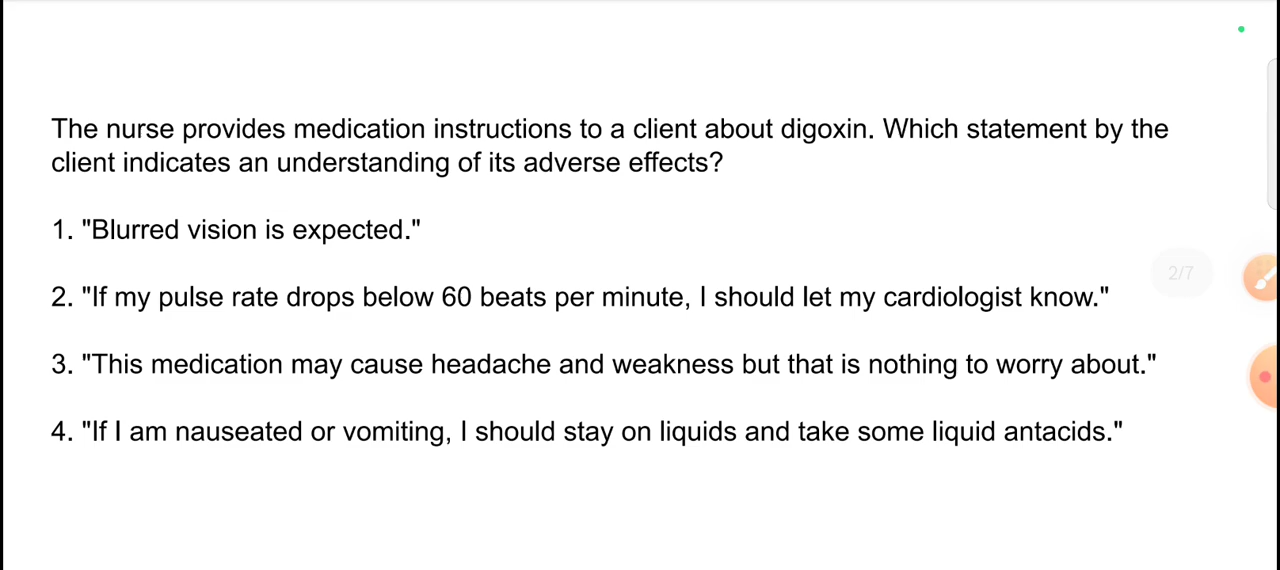 The nurse provides medication instructions to a client about digoxin. Which statement by the
client indicates an understanding of its adverse effects?
1. "Blurred vision is expected."
2. "If my pulse rate drops below 60 beats per minute, I should let my cardiologist know."
2/7
3. "This medication may cause headache and weakness but that is nothing to worry about."
4. "If I am nauseated or vomiting, I should stay on liquids and take some liquid antacids."